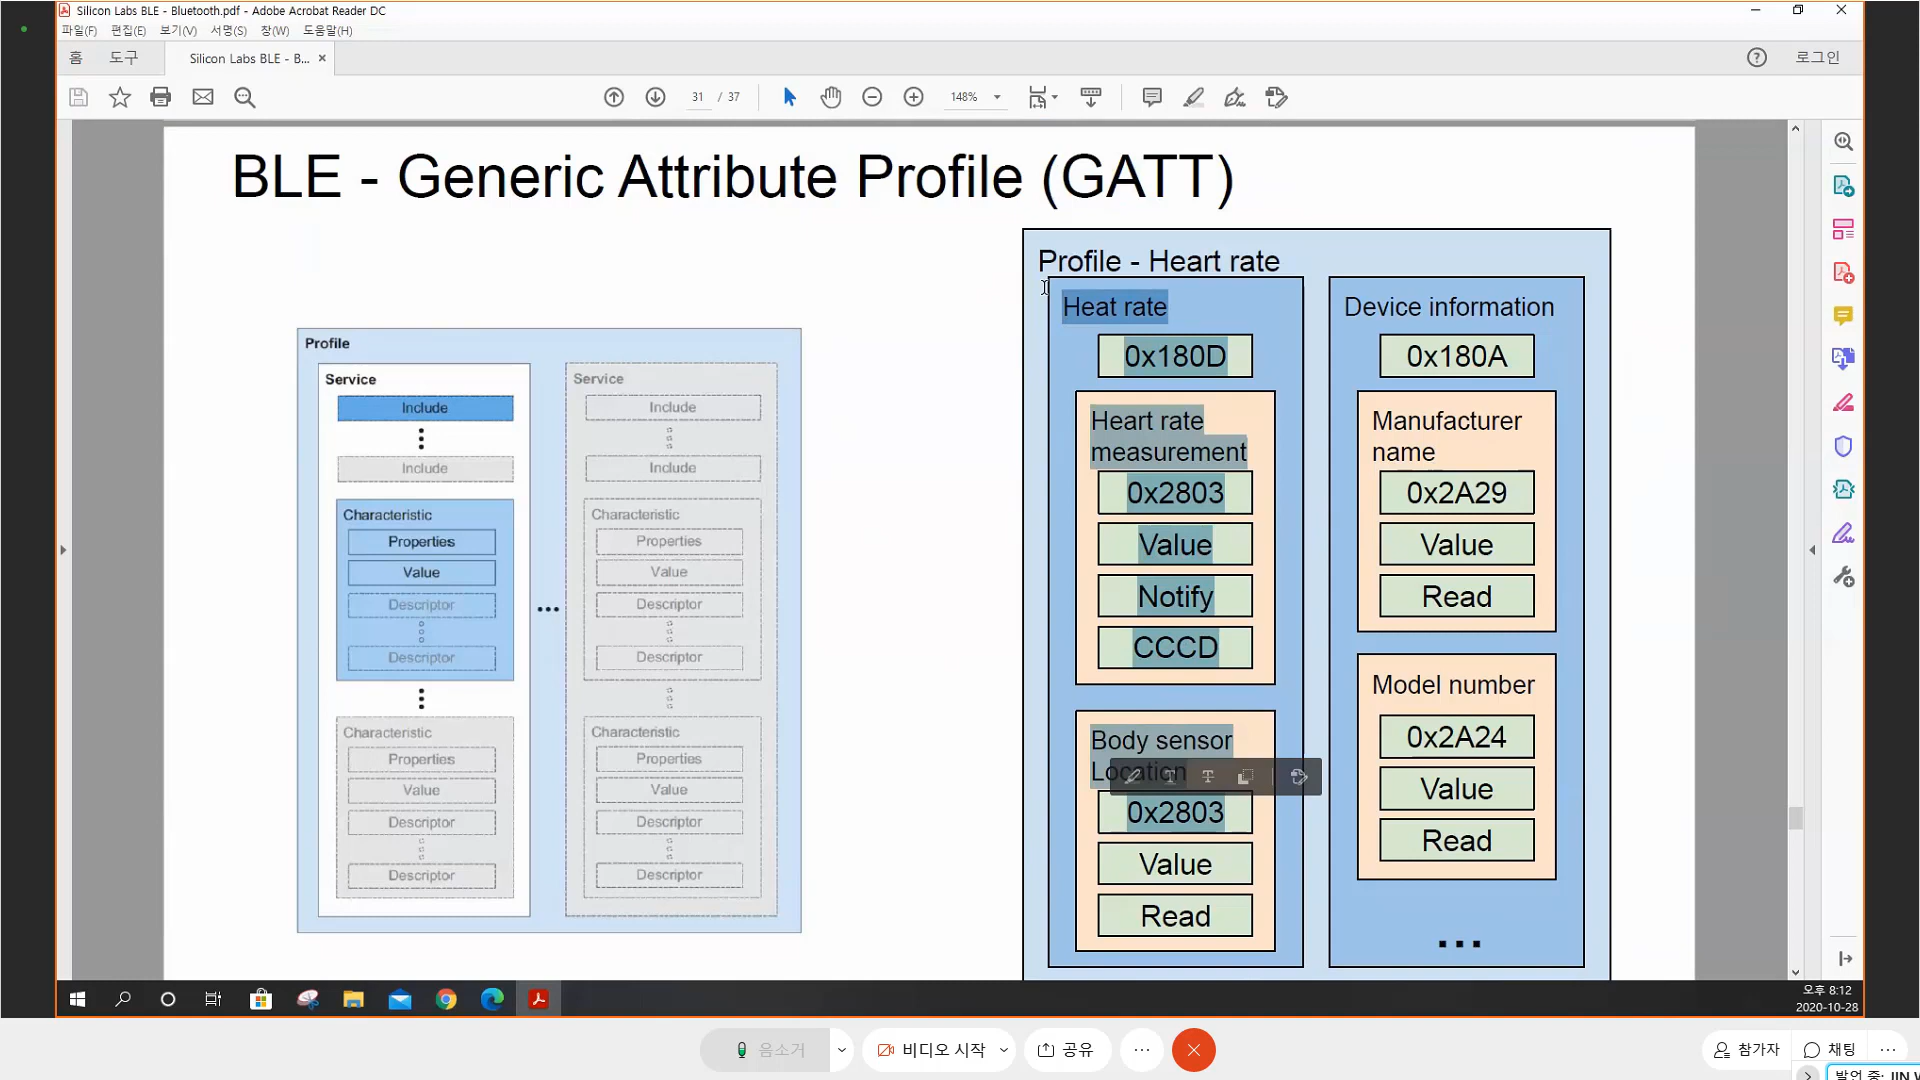 Silicon Labs BLE - Bluetooth.pdf - Adobe Acrobat Reader DC
파일(F) 편집(E) 보기(V) 서명(S) 창(W) 도움말(H)
홈 도구 Silicon Labs BLE - B... ×
로그인
31 / 37
148%
BLE - Generic Attribute Profile (GATT)
Profile
Service
Include
Include
Characteristic
Properties
Value
Descriptor
Descriptor
Characteristic
Properties
Value
Descriptor
Descriptor
...
Service
Include
Include
Characteristic
Properties
Value
Descriptor
Descriptor
Characteristic
Properties
Value
Descriptor
Descriptor
Profile - Heart rate
Heat rate
0x180D
Heart rate
measurement
0x2803
Value
Notify
CCCD
Body sensor
Location
0x2803
Value
Read
Device information
0x180A
Manufacturer
name
0x2A29
Value
Read
Model number
0x2A24
Value
Read
...
오후 8:12
2020-10-28
음소거
비디오 시작
공유
참가자
채팅
발언 중: JIN